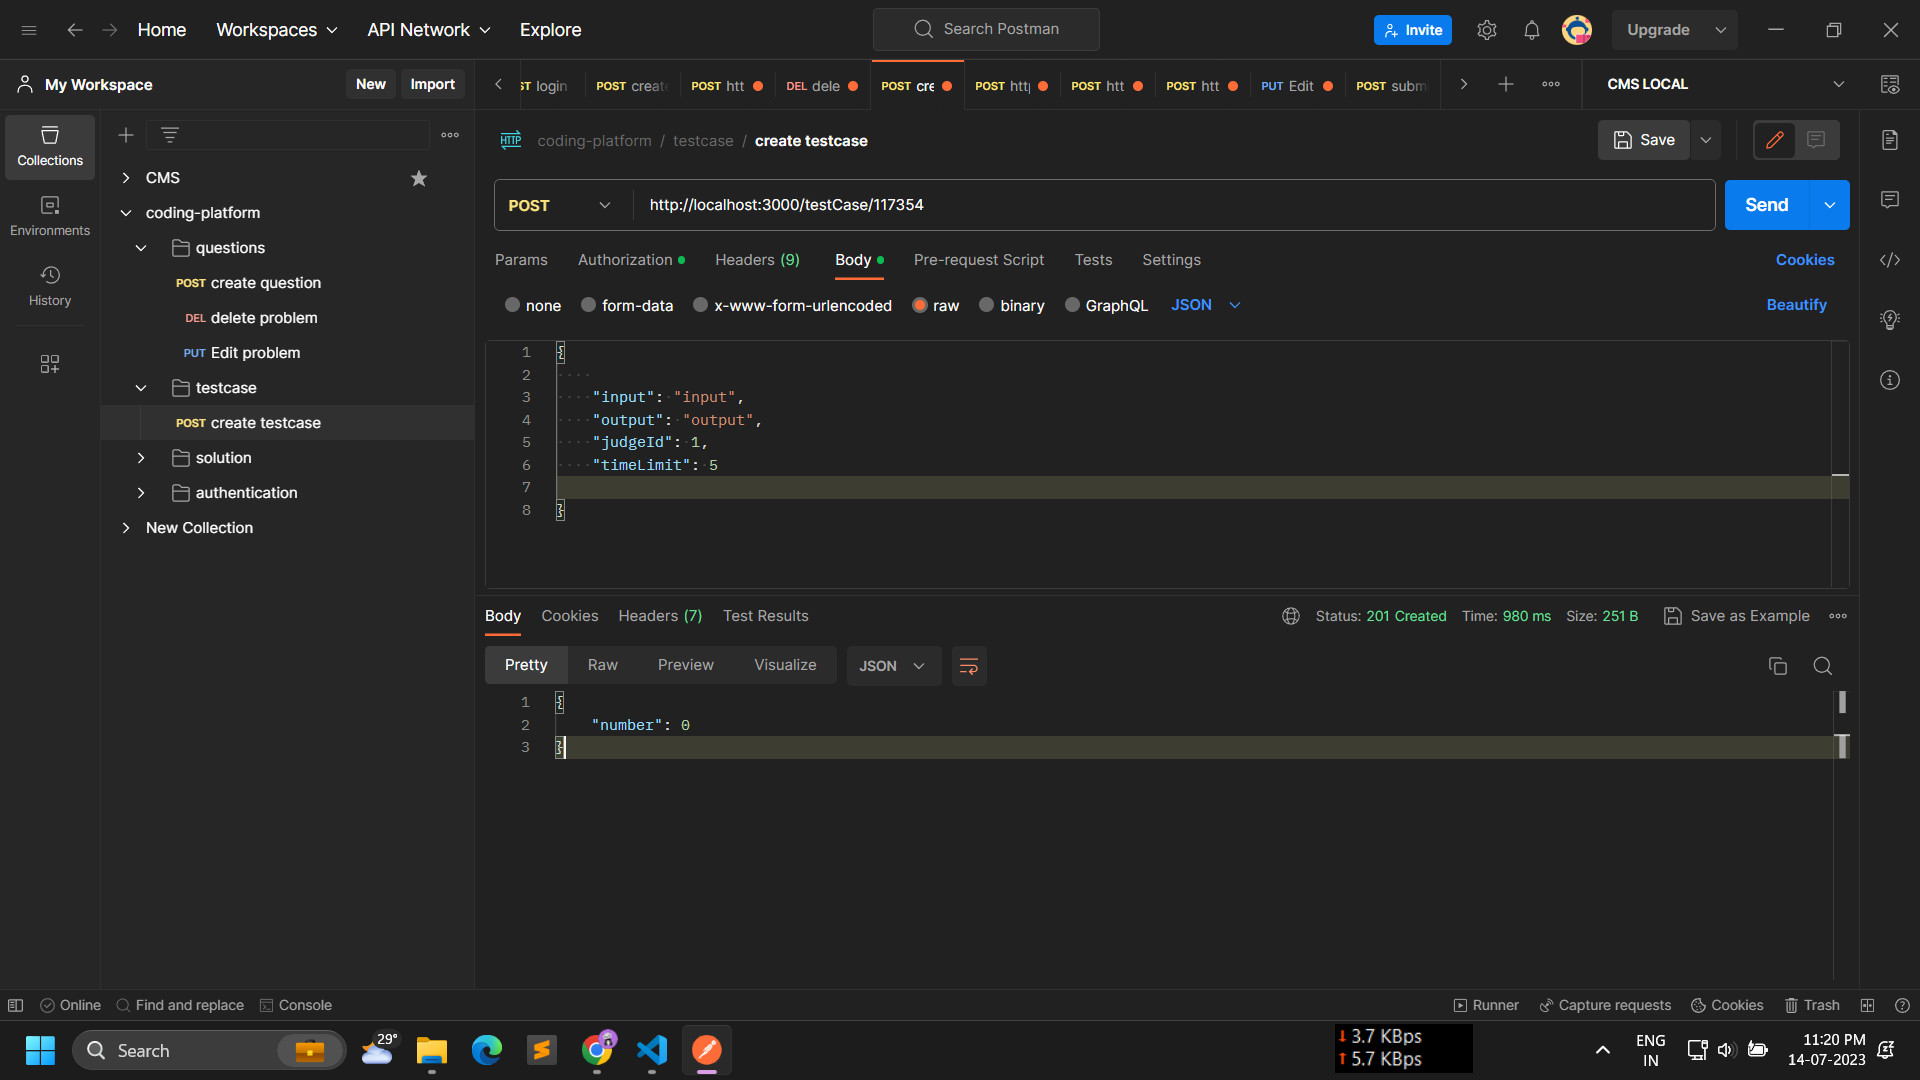 Home
Workspaces
API Network
Explore
Search Postman
Invite
Upgrade
My Workspace
New
Import
ST login
POST creat
POST htt
DEL dele
POST cre
POST htt
POST htt
POST htt
PUT Edit
POST subm
CMS LOCAL
Collections
Environments
History
CMS
coding-platform
questions
POST create question
DEL delete problem
PUT Edit problem
testcase
POST create testcase
solution
authentication
New Collection
HTTP coding-platform / testcase / create testcase
Save
POST
http://localhost:3000/testCase/117354
Send
Params
Authorization
Headers (9)
Body
Pre-request Script
Tests
Settings
Cookies
none
form-data
x-www-form-urlencoded
raw
binary
GraphQL
JSON
Beautify
1 {
2
3 "input": "input",
4 "output": "output",
5 "judgeId": 1,
6 "timeLimit": 5
7
8 }
Body
Cookies
Headers (7)
Test Results
Status: 201 Created
Time: 980 ms
Size: 251 B
Save as Example
Pretty
Raw
Preview
Visualize
JSON
1 {
2 "number": 0
3 }
Online
Find and replace
Console
Runner
Capture requests
Cookies
Trash
Search
29°
3.7 KBps
5.7 KBps
ENG
IN
11:20 PM
14-07-2023